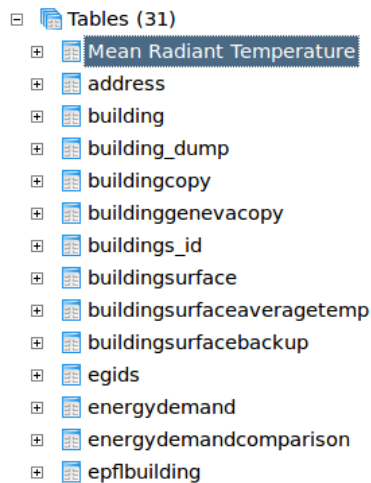 Tables (31)
Mean Radiant Temperature
address
building
building_dump
buildingcopy
buildinggenevacopy
buildings_id
buildingsurface
buildingsurfaceaveragetemp
buildingsurfacebackup
egids
energydemand
energydemandcomparison
epflbuilding